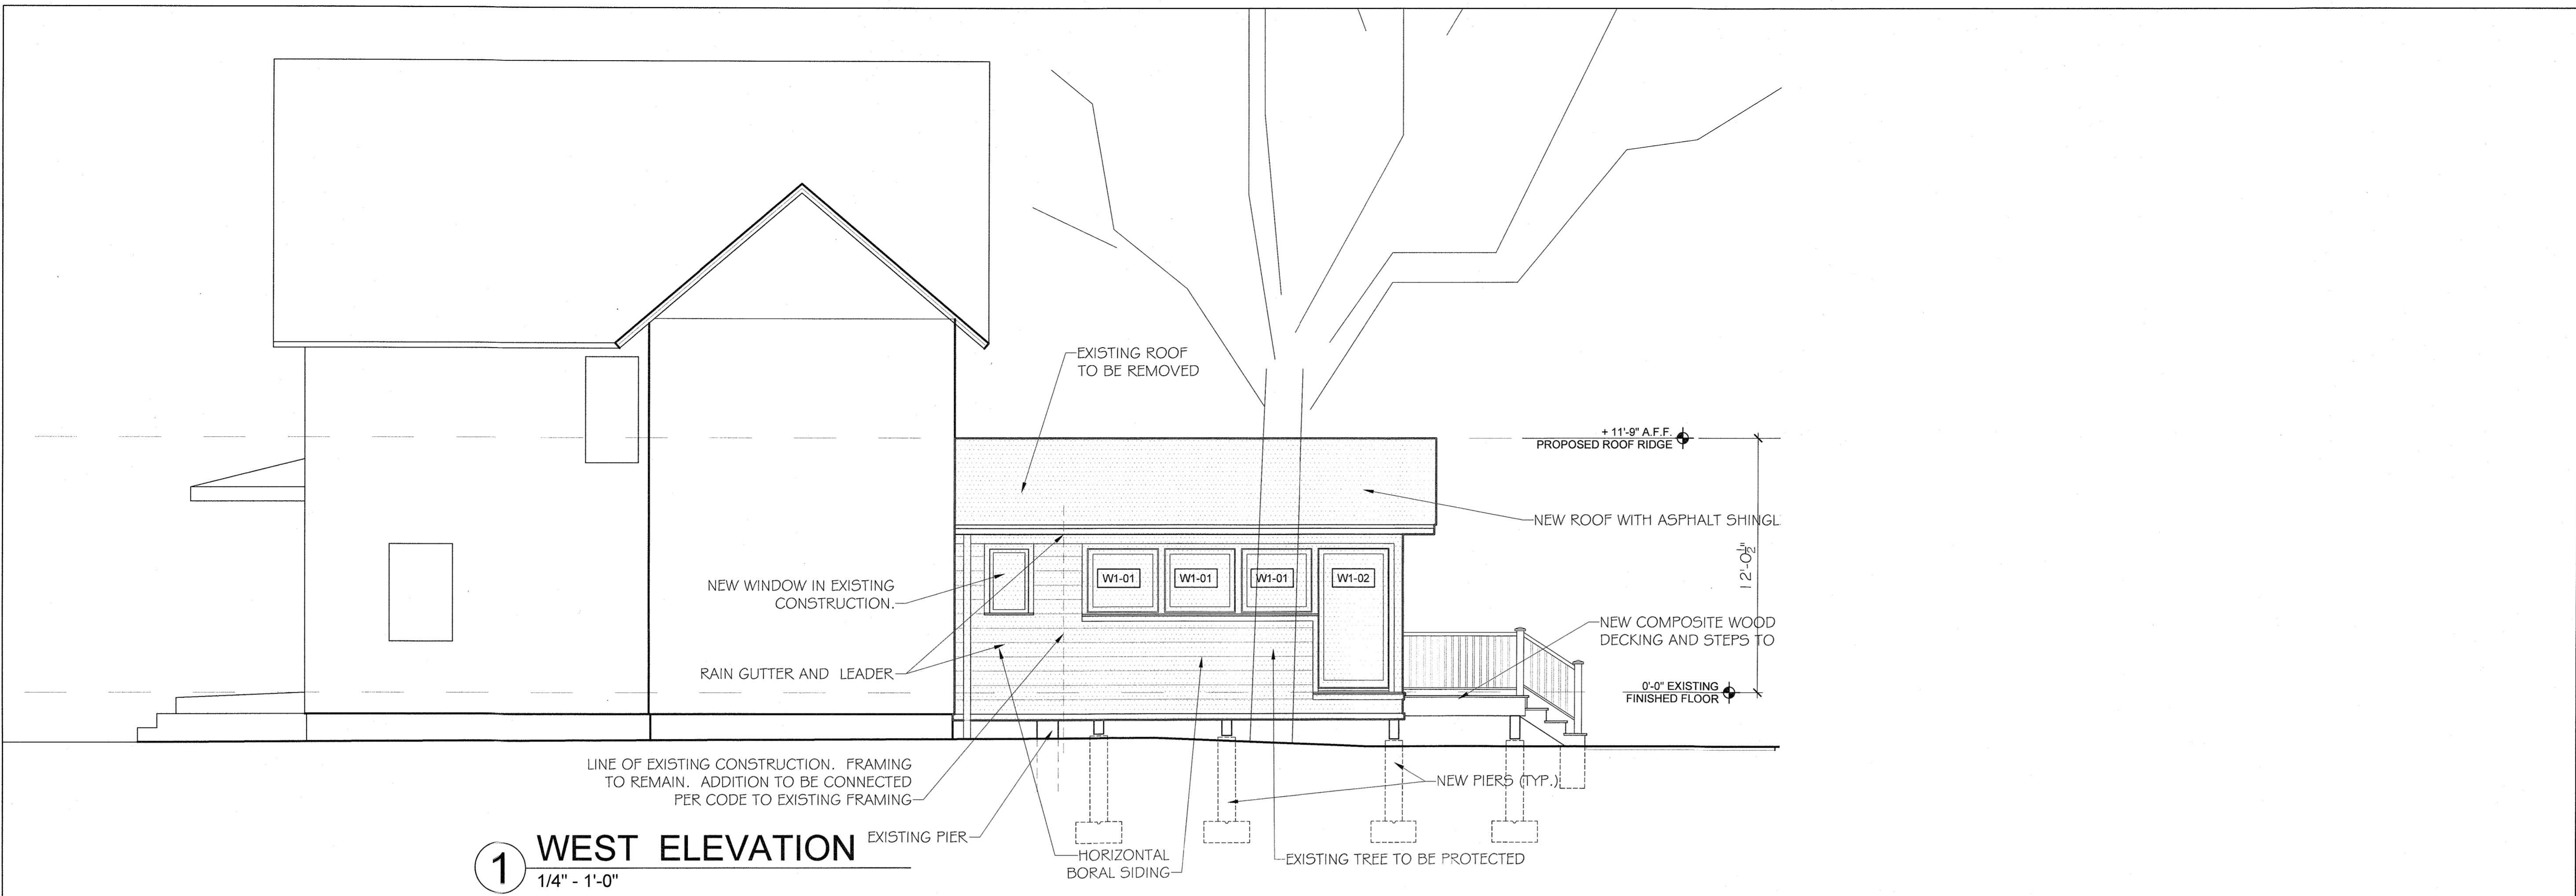 EXISTING ROOF
TO BE REMOVED
+ 11'-9" A.F.F.
PROPOSED ROOF RIDGE
NEW ROOF WITH ASPHALT SHINGL
12'-0½"
W1-01
W1-01
W1-01
W1-02
NEW WINDOW IN EXISTING
CONSTRUCTION.
NEW COMPOSITE WOOD
DECKING AND STEPS TO
RAIN GUTTER AND LEADER
0'-0" EXISTING
FINISHED FLOOR
LINE OF EXISTING CONSTRUCTION. FRAMING
TO REMAIN. ADDITION TO BE CONNECTED
PER CODE TO EXISTING FRAMING
NEW PIERS (TYP.)
EXISTING PIER
HORIZONTAL
BORAL SIDING
EXISTING TREE TO BE PROTECTED
1 WEST ELEVATION
1/4" - 1'-0"